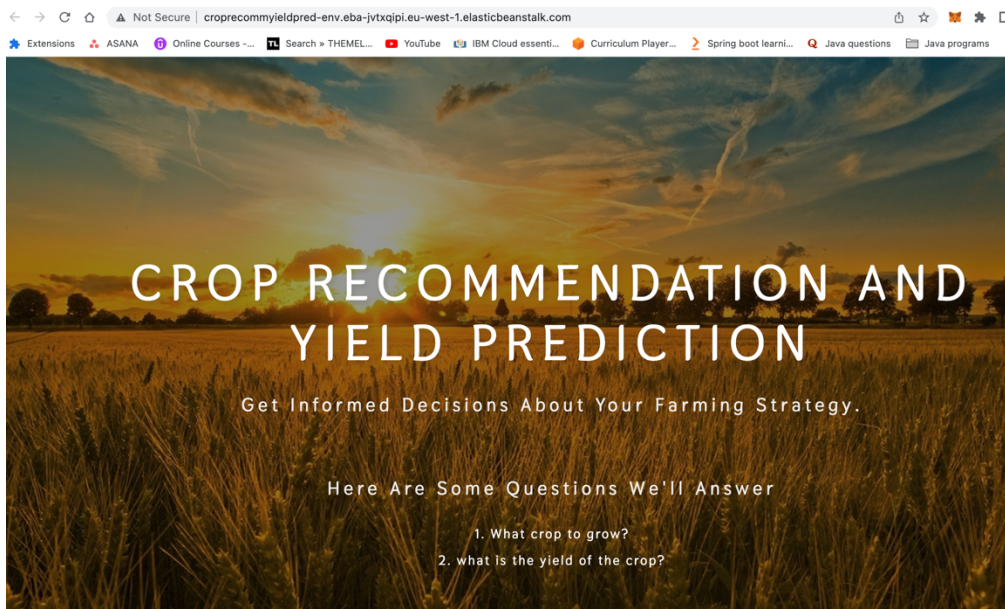 Not Secure croprecommyieldpred-env.eba-jvtxqipi.eu-west-1.elasticbeanstalk.com
Extensions ASANA Online Courses -... TL Search » THEMEL... YouTube IBM Cloud essenti... Curriculum Player... Spring boot learni... Java questions Java programs
CROP RECOMMENDATION AND
YIELD PREDICTION
Get Informed Decisions About Your Farming Strategy.
Here Are Some Questions We'll Answer
1. What crop to grow?
2. what is the yield of the crop?